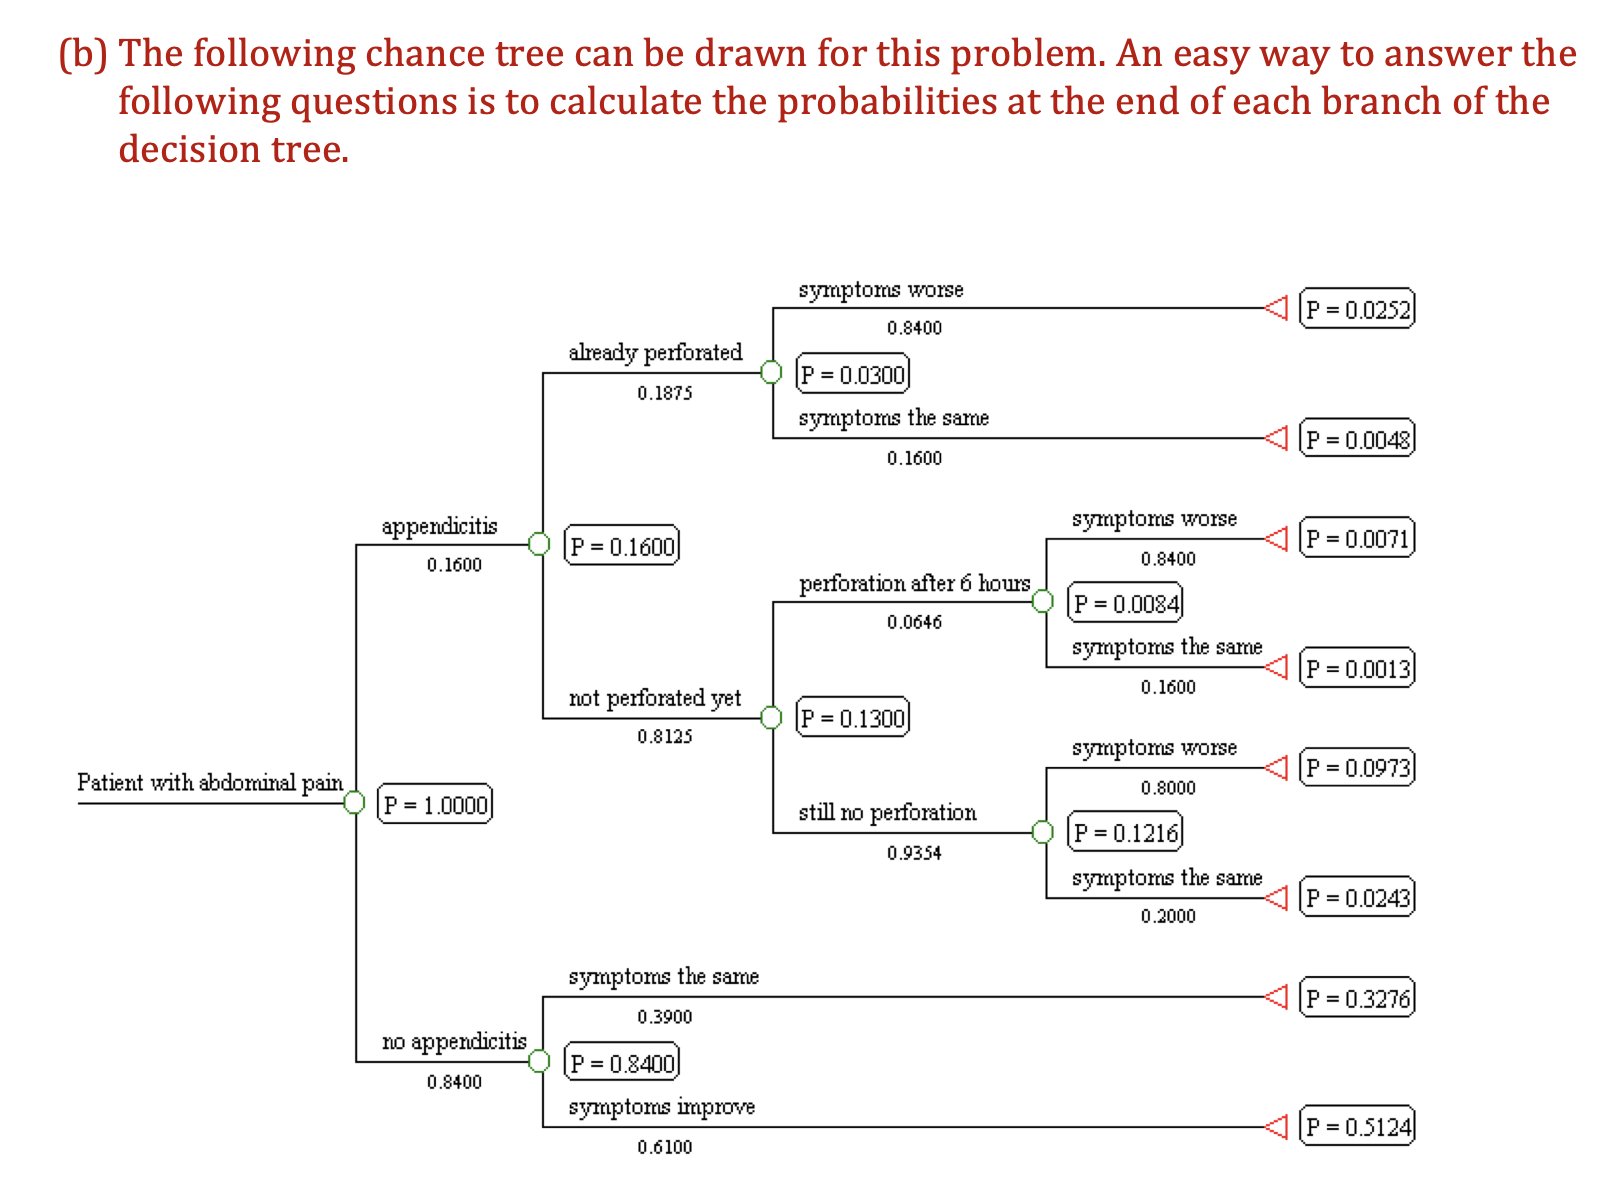 (b) The following chance tree can be drawn for this problem. An easy way to answer the
following questions is to calculate the probabilities at the end of each branch of the
decision tree.
symptoms worse
0.8400
P = 0.0252
already perforated
0.1875
P = 0.0300
symptoms the same
0.1600
P = 0.0048
appendicitis
0.1600
P = 0.1600
symptoms worse
0.8400
P = 0.0071
perforation after 6 hours
0.0646
P = 0.0084
symptoms the same
0.1600
P = 0.0013
not perforated yet
0.8125
P = 0.1300
symptoms worse
0.8000
P = 0.0973
Patient with abdominal pain
P = 1.0000
still no perforation
0.9354
P = 0.1216
symptoms the same
0.2000
P = 0.0243
symptoms the same
0.3900
P = 0.3276
no appendicitis
0.8400
P = 0.8400
symptoms improve
0.6100
P = 0.5124